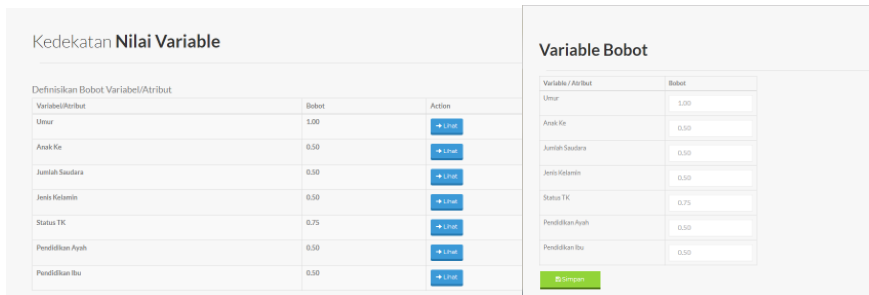 Kedekatan Nilai Variable
Definisikan Bobot Variabel/Atribut
Variabel/Atribut Bobot Action
Umur 1.00 → Lihat
Anak Ke 0.50 → Lihat
Jumlah Saudara 0.50 → Lihat
Jenis Kelamin 0.50 → Lihat
Status TK 0.75 → Lihat
Pendidikan Ayah 0.50 → Lihat
Pendidikan Ibu 0.50 → Lihat
Variable Bobot
Variable / Atribut Bobot
Umur 1.00
Anak Ke 0.50
Jumlah Saudara 0.50
Jenis Kelamin 0.50
Status TK 0.75
Pendidikan Ayah 0.50
Pendidikan Ibu 0.50
Simpan